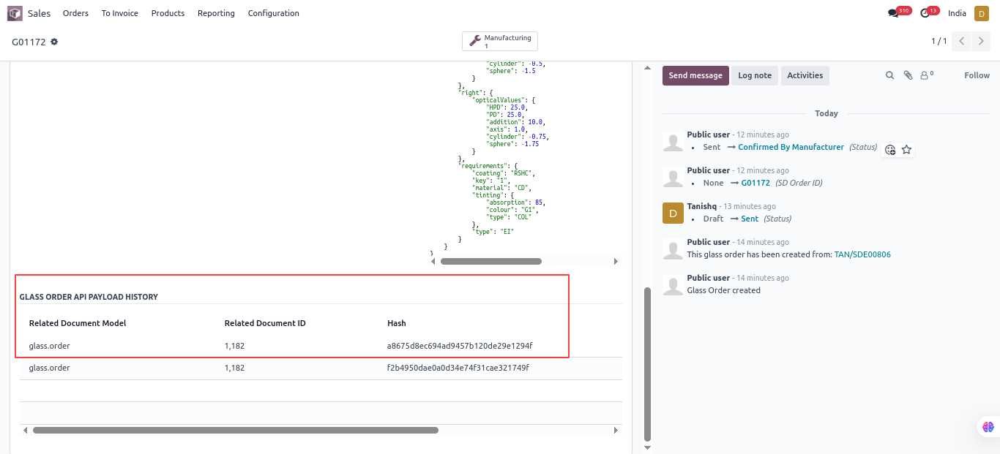 Sales Orders To Invoice Products Reporting Configuration 310 13 India D
G01172 Manufacturing 1 1 / 1
"cylinder": -0.5,
"sphere": -1.5
}
},
"right": {
"opticalValues": {
"HPD": 25.0,
"PD": 25.0,
"addition": 10.0,
"axis": 1.0,
"cylinder": -0.75,
"sphere": -1.75
}
},
"requirements": {
"coating": "RSHC",
"key": "1",
"material": "CD",
"tinting": {
"absorption": 85,
"colour": "G1",
"type": "COL"
},
"type": "EI"
}
}
}
GLASS ORDER API PAYLOAD HISTORY
Related Document Model Related Document ID Hash
glass.order 1,182 a8675d8ec694ad9457b120de29e1294f
glass.order 1,182 f2b4950dae0a0d34e74f31cae321749f
Send message Log note Activities 0 Follow
Today
Public user - 12 minutes ago
• Sent → Confirmed By Manufacturer (Status)
Public user - 12 minutes ago
• None → G01172 (SD Order ID)
D
Tanishq - 13 minutes ago
• Draft → Sent (Status)
Public user - 14 minutes ago
This glass order has been created from: TAN/SDE00806
Public user - 14 minutes ago
Glass Order created